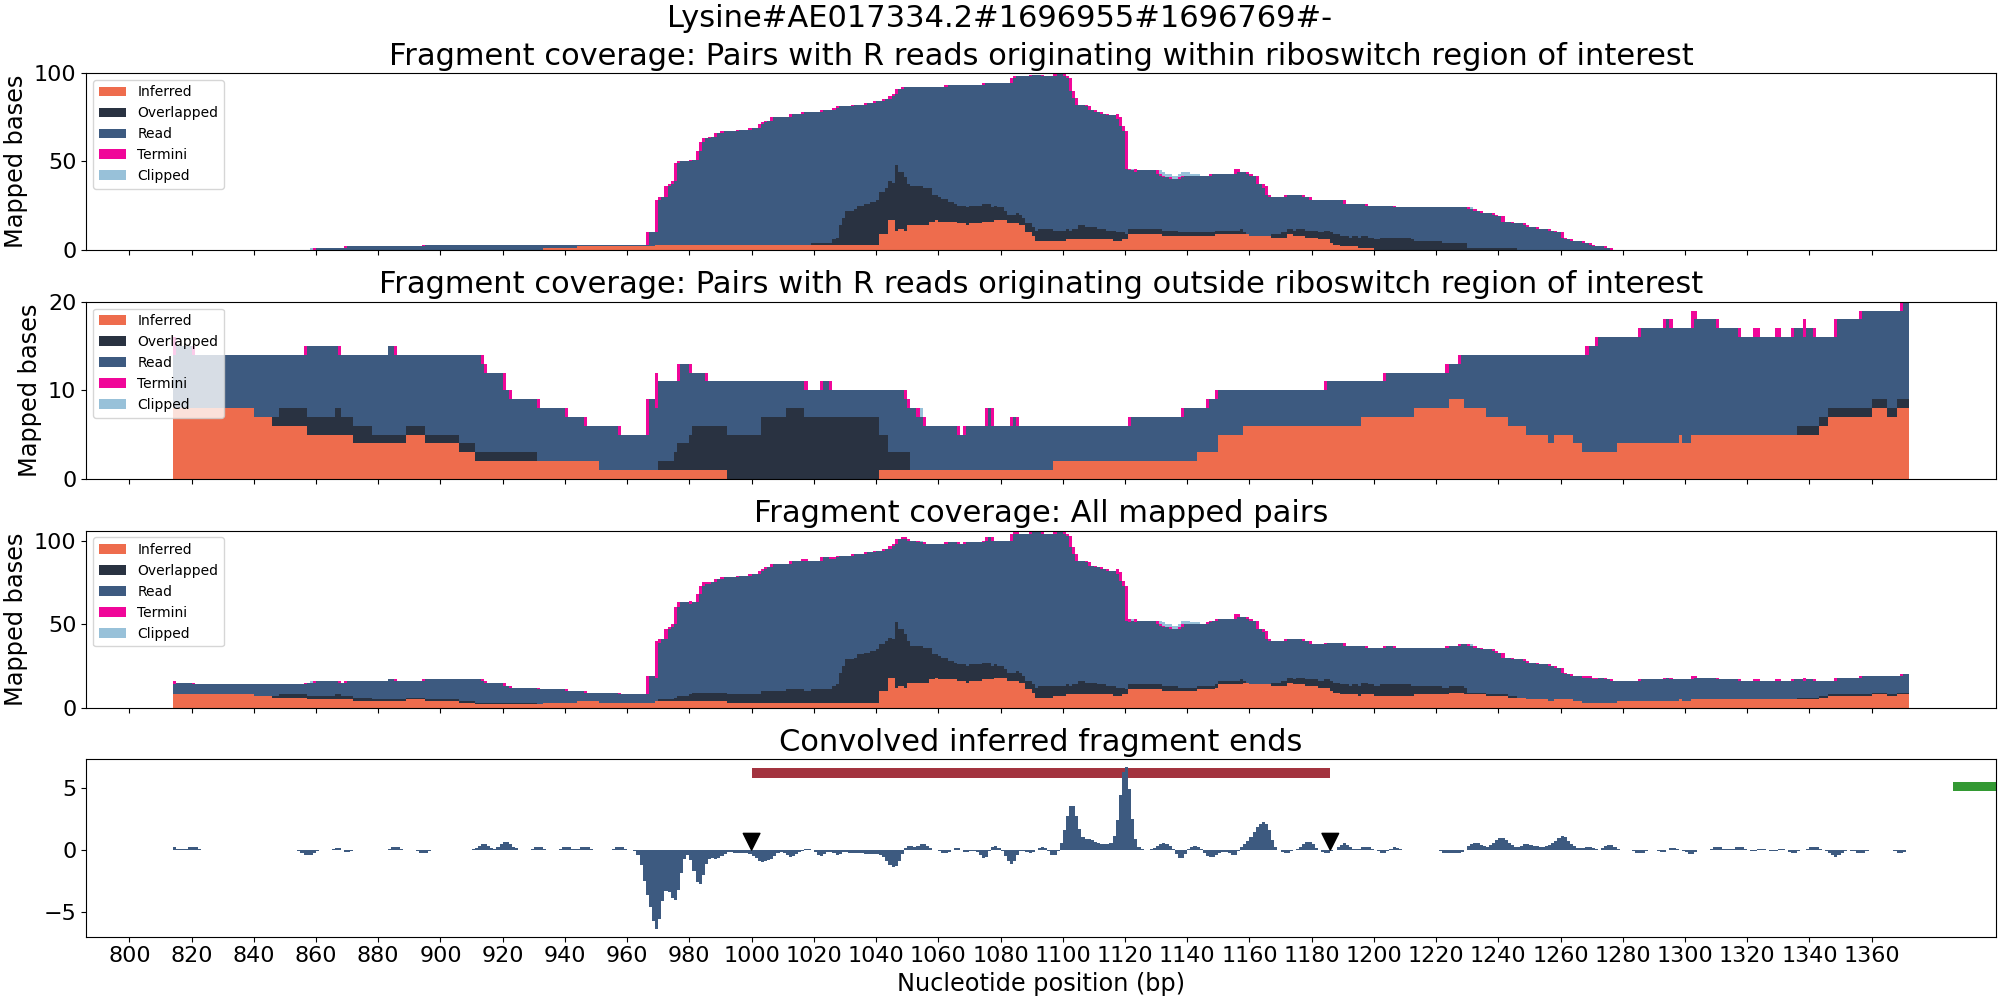 Lysine#AE017334.2#1696955#1696769#-
Fragment coverage: Pairs with R reads originating within riboswitch region of interest
Mapped bases
100
50
0
Inferred
Overlapped
Read
Termini
Clipped
Fragment coverage: Pairs with R reads originating outside riboswitch region of interest
Mapped bases
20
10
0
Inferred
Overlapped
Read
Termini
Clipped
Fragment coverage: All mapped pairs
Mapped bases
100
50
0
Inferred
Overlapped
Read
Termini
Clipped
Convolved inferred fragment ends
5
0
−5
800 820 840 860 880 900 920 940 960 980 1000 1020 1040 1060 1080 1100 1120 1140 1160 1180 1200 1220 1240 1260 1280 1300 1320 1340 1360
Nucleotide position (bp)